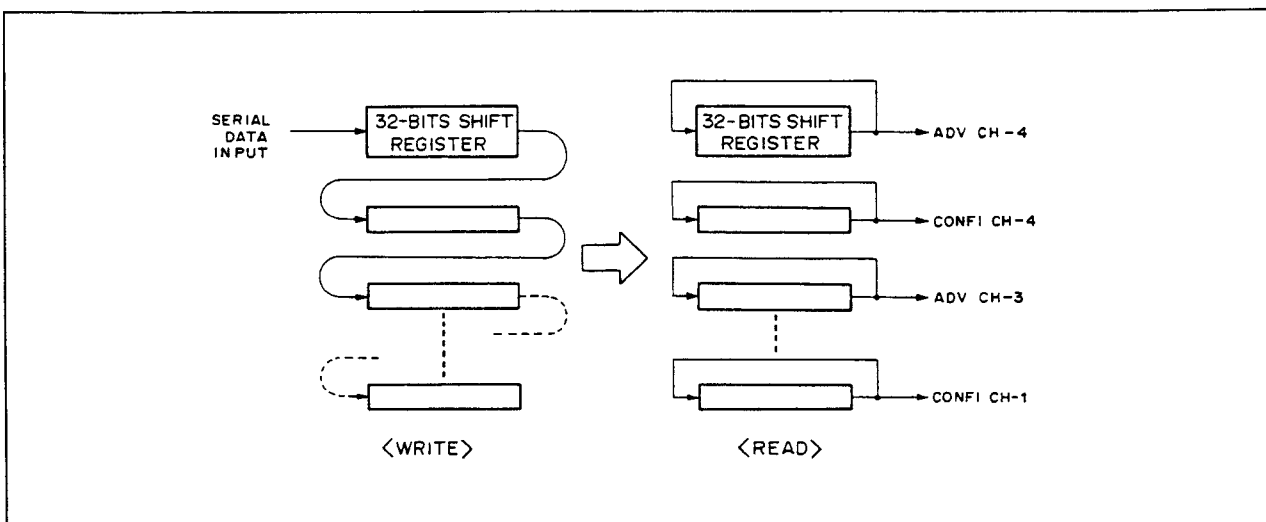 SERIAL
DATA
INPUT
32-BITS SHIFT
REGISTER
<WRITE>
32-BITS SHIFT
REGISTER
ADV CH-4
CONFI CH-4
ADV CH-3
CONFI CH-1
<READ>